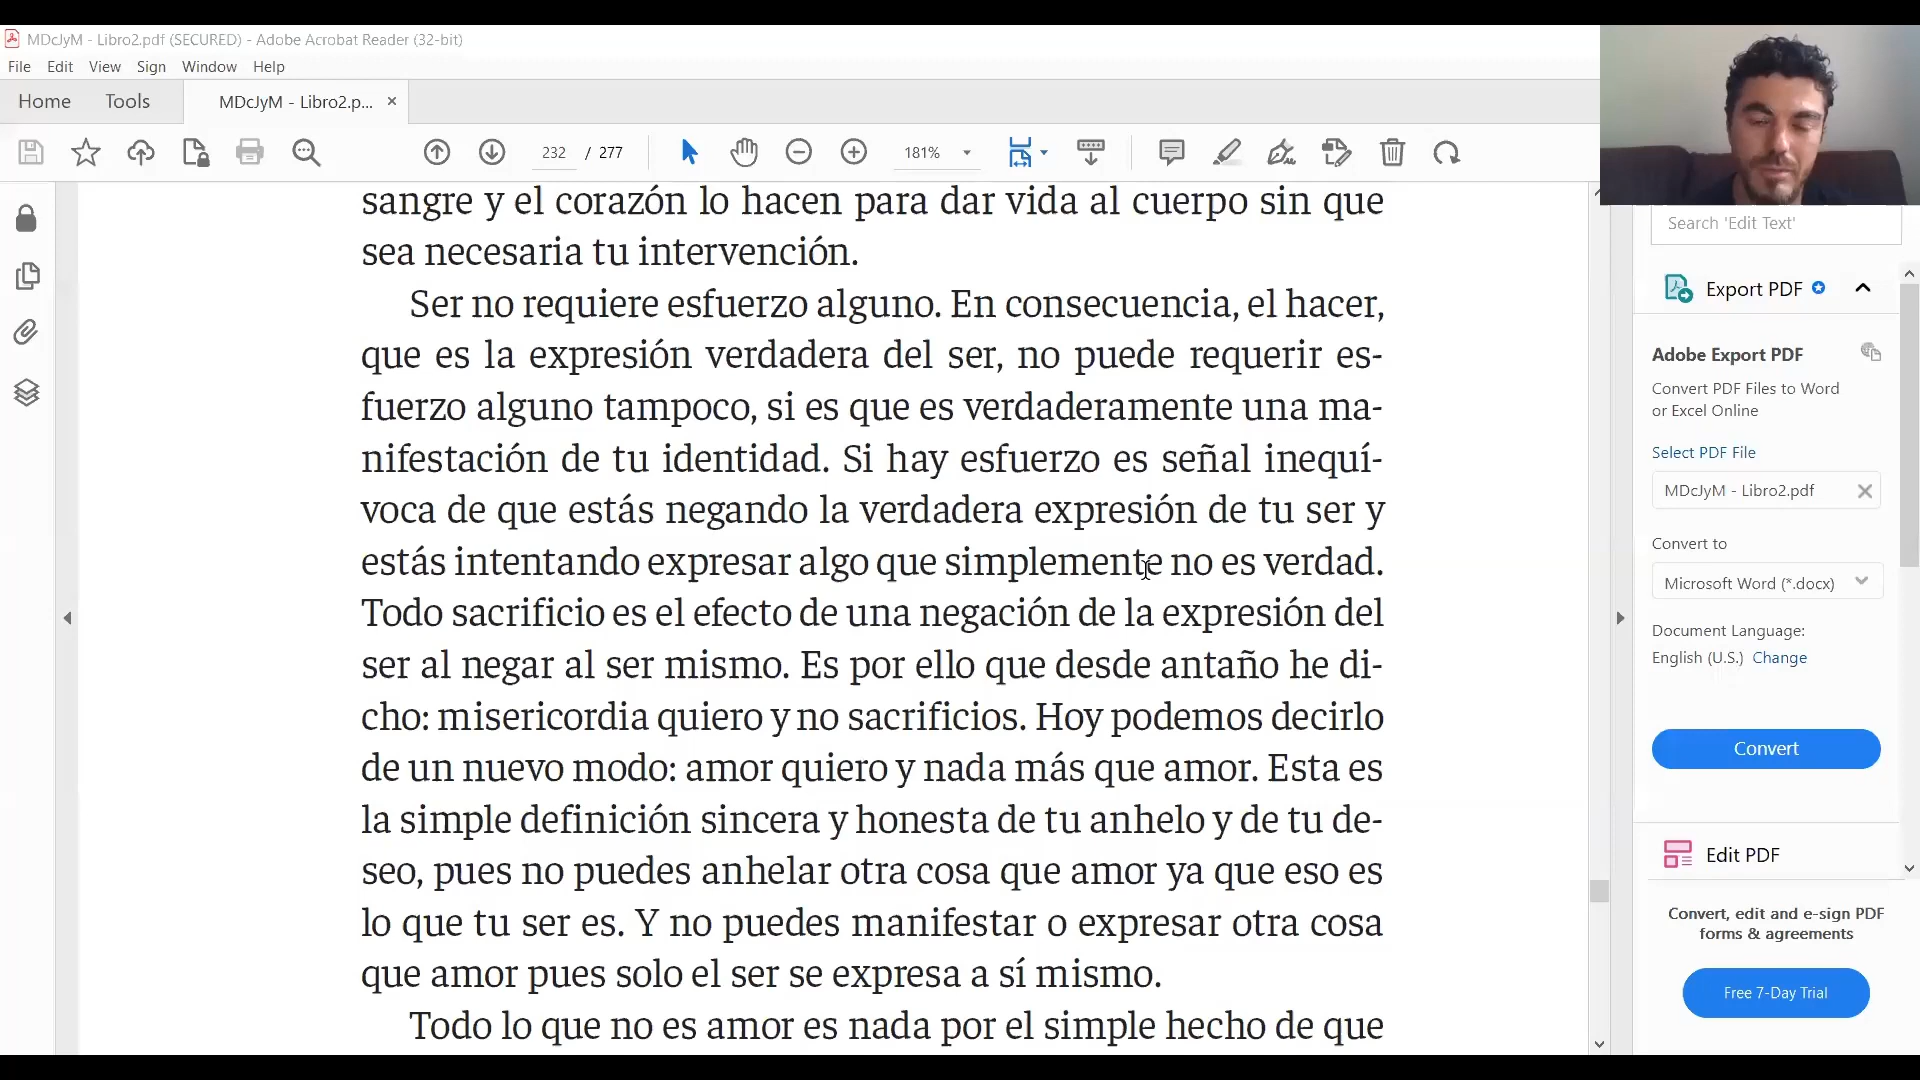 MDcJyM - Libro2.pdf (SECURED) - Adobe Acrobat Reader (32-bit)
File Edit View Sign Window Help
Home Tools MDcJyM - Libro2.p... ×
232 / 277 181%
sangre y el corazón lo hacen para dar vida al cuerpo sin que
sea necesaria tu intervención.
Ser no requiere esfuerzo alguno. En consecuencia, el hacer,
que es la expresión verdadera del ser, no puede requerir es-
fuerzo alguno tampoco, si es que es verdaderamente una ma-
nifestación de tu identidad. Si hay esfuerzo es señal inequí-
voca de que estás negando la verdadera expresión de tu ser y
estás intentando expresar algo que simplemente no es verdad.
Todo sacrificio es el efecto de una negación de la expresión del
ser al negar al ser mismo. Es por ello que desde antaño he di-
cho: misericordia quiero y no sacrificios. Hoy podemos decirlo
de un nuevo modo: amor quiero y nada más que amor. Esta es
la simple definición sincera y honesta de tu anhelo y de tu de-
seo, pues no puedes anhelar otra cosa que amor ya que eso es
lo que tu ser es. Y no puedes manifestar o expresar otra cosa
que amor pues solo el ser se expresa a sí mismo.
Todo lo que no es amor es nada por el simple hecho de que
Search 'Edit Text'
Export PDF
Adobe Export PDF
Convert PDF Files to Word
or Excel Online
Select PDF File
MDcJyM - Libro2.pdf
Convert to
Microsoft Word (*.docx)
Document Language:
English (U.S.) Change
Convert
Edit PDF
Convert, edit and e-sign PDF
forms & agreements
Free 7-Day Trial